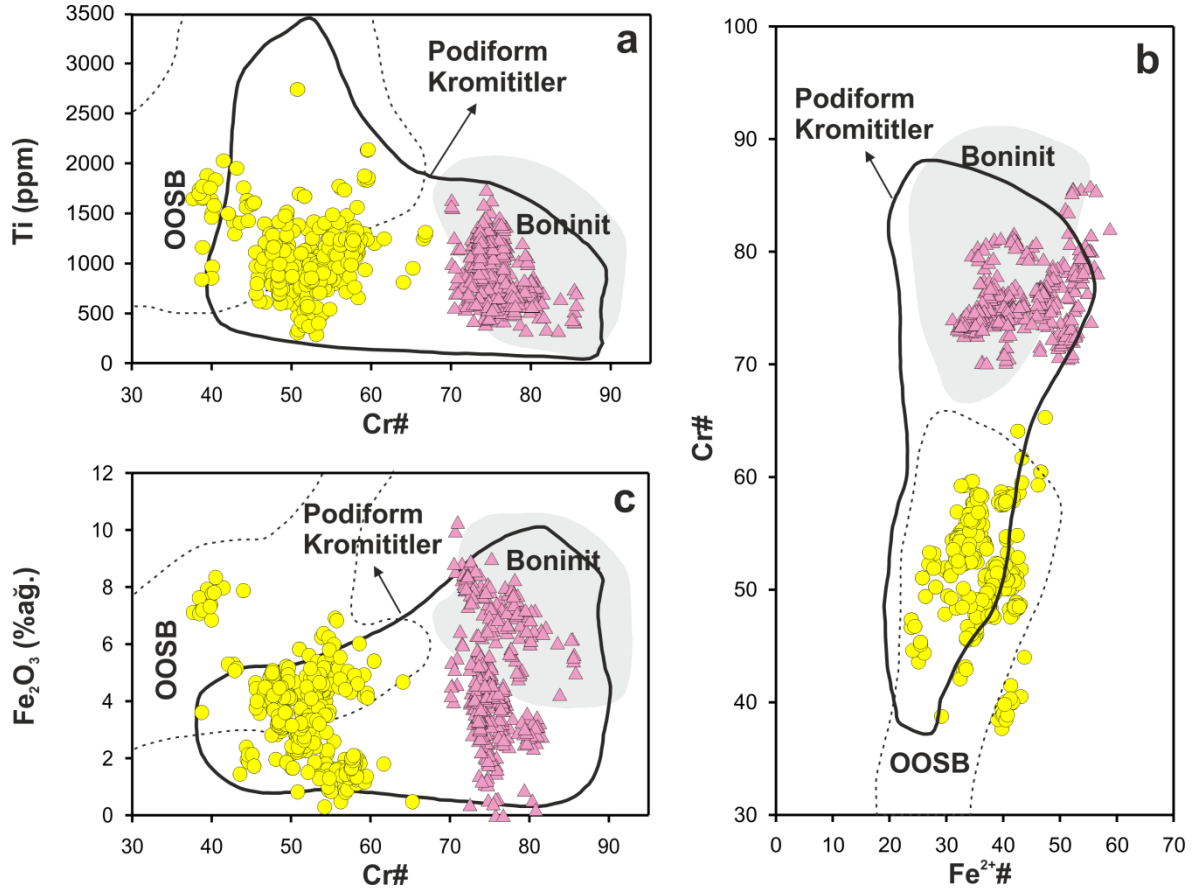 a
3500
3000
2500
2000
1500
1000
500
0
Ti (ppm)
Podiform
Kromititler
OOSB
Boninit
30 40 50 60 70 80 90
Cr#
b
100
90
80
70
60
50
40
30
Cr#
Podiform
Kromititler
Boninit
OOSB
0 10 20 30 40 50 60 70
Fe²⁺#
c
12
10
8
6
4
2
0
Fe₂O₃ (%ağ.)
Podiform
Kromititler
OOSB
Boninit
30 40 50 60 70 80 90
Cr#